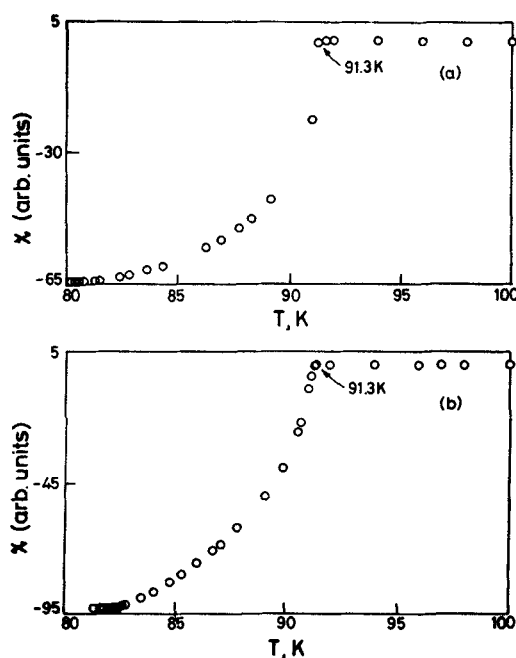 5
91.3K
(a)
-30
-65
80
85
90
95
100
T, K
χ (arb. units)
5
91.3K
(b)
-45
-95
80
85
90
95
100
T, K
χ (arb. units)